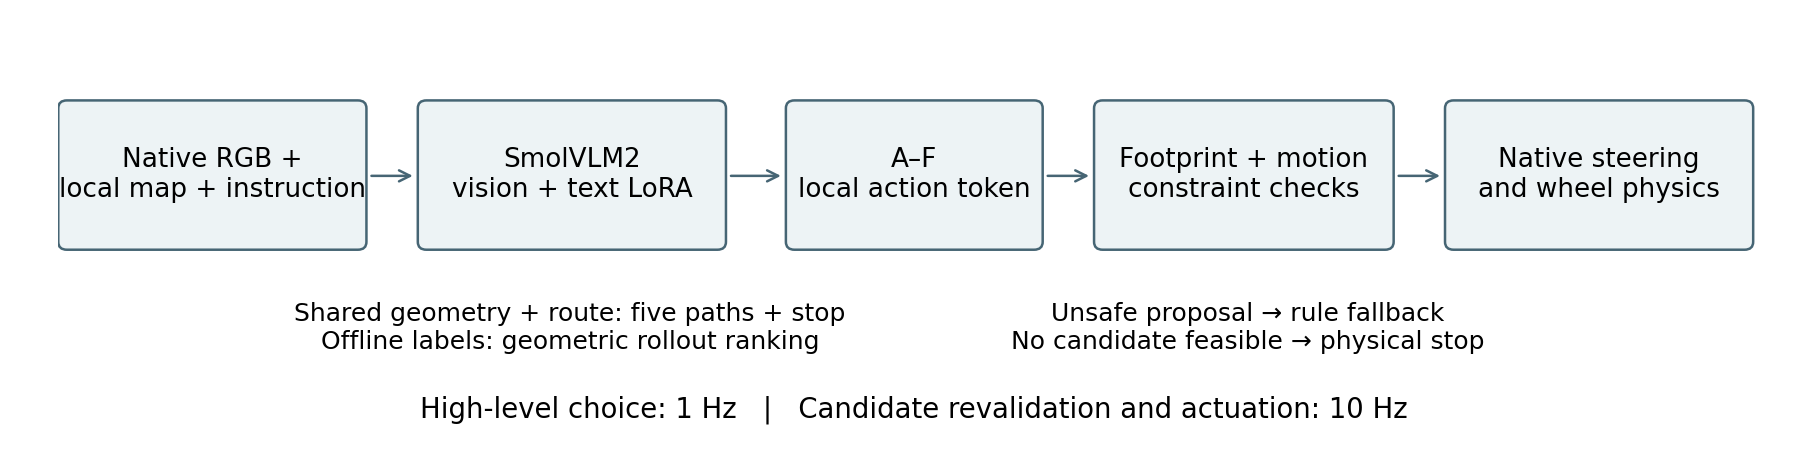 Native RGB +
local map + instruction
SmolVLM2
vision + text LoRA
A–F
local action token
Footprint + motion
constraint checks
Native steering
and wheel physics
Shared geometry + route: five paths + stop
Offline labels: geometric rollout ranking
Unsafe proposal → rule fallback
No candidate feasible → physical stop
High-level choice: 1 Hz | Candidate revalidation and actuation: 10 Hz